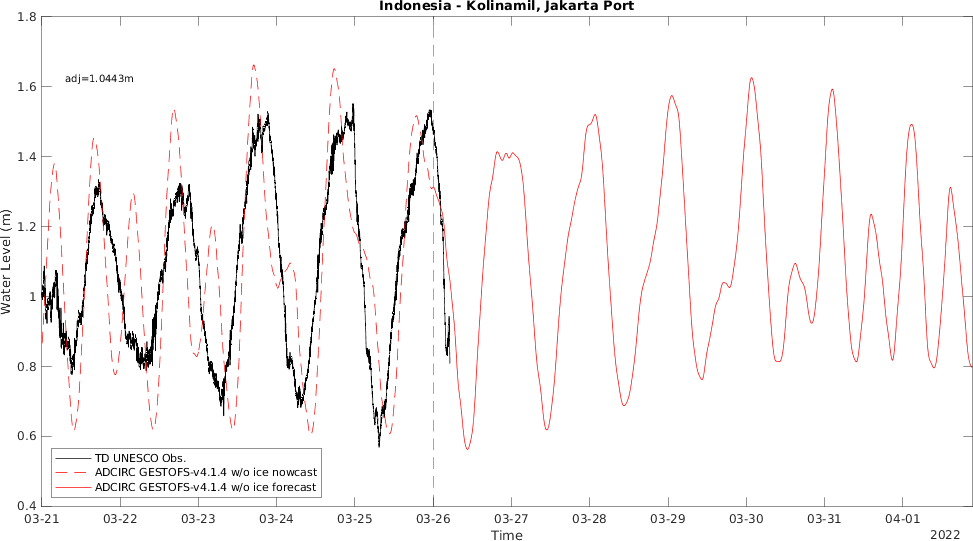 Indonesia - Kolinamil, Jakarta Port
1.8
1.6
1.4
1.2
1
0.8
0.6
0.4
Water Level (m)
adj=1.0443m
TD UNESCO Obs.
ADCIRC GESTOFS-v4.1.4 w/o ice nowcast
ADCIRC GESTOFS-v4.1.4 w/o ice forecast
03-21 03-22 03-23 03-24 03-25 03-26 03-27 03-28 03-29 03-30 03-31 04-01
Time
2022